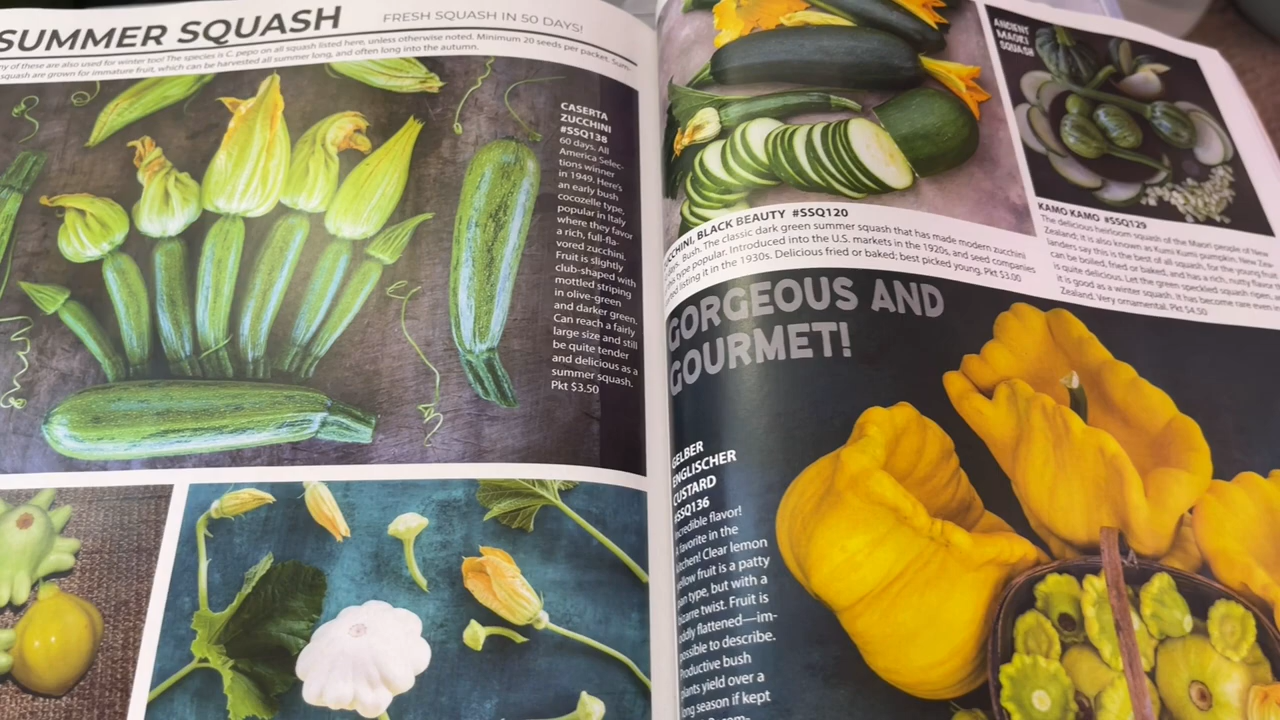 SUMMER SQUASH
FRESH SQUASH IN 50 DAYS!
of these are also used for winter too! The species is C. pepo on all squash listed here, unless otherwise noted. Minimum 20 seeds per packet.
squash are grown for immature fruit, which can be harvested all summer long, and often long into the autumn.
CASERTA
ZUCCHINI
#SSQ138
60 days. All
America Selec-
tions winner
in 1949. Here's
an early bush
cocozelle type,
popular in Italy
where they favor
a rich, full-fla-
vored zucchini.
Fruit is slightly
club-shaped with
mottled striping
in olive-green
and darker green.
Can reach a fairly
large size and still
be quite tender
and delicious as a
summer squash.
Pkt $3.50
BLACK BEAUTY #SSQ120
Bush. The classic dark green summer squash that has made modern zucchini
this type popular. Introduced into the U.S. markets in the 1920s, and seed companies
listing it in the 1930s. Delicious fried or baked; best picked young. Pkt $3.00
ANCIENT
MAORI
SQUASH
KAMO KAMO #SSQ129
The delicious heirloom squash of the Maori people of New
Zealand; it is also known as Kumi Kumi pumpkin. New Zea-
landers say this is the best of all squash, for the young fruit
can be boiled, fried or baked, and has a rich, nutty flavor
is quite delicious. Let the green speckled squash ripen,
it is good as a winter squash. It has become rare even
Zealand. Very ornamental. Pkt $4.50
GORGEOUS AND
GOURMET!
GELBER
ENGLISCHER
CUSTARD
#SSQ136
Incredible flavor!
A favorite in the
kitchen! Clear lemon
yellow fruit is a patty
pan type, but with a
bizarre twist. Fruit is
oddly flattened—im-
possible to describe.
Productive bush
plants yield over a
long season if kept